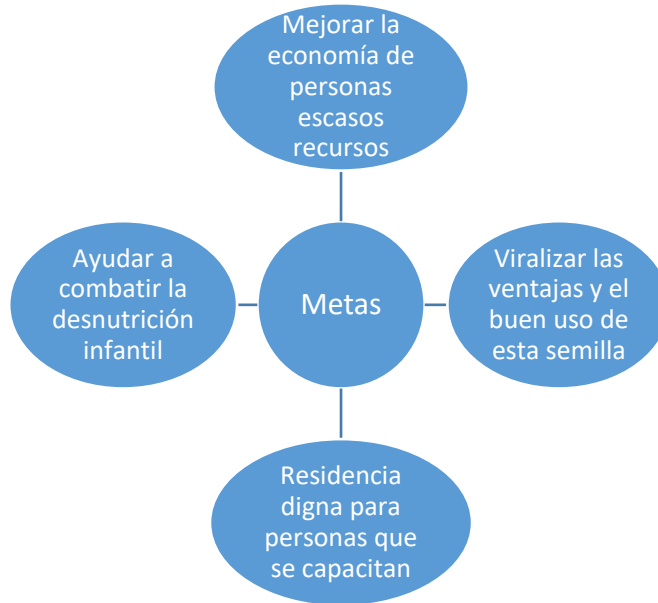 Mejorar la
economía de
personas
escasos
recursos
Ayudar a
combatir la
desnutrición
infantil
Metas
Viralizar las
ventajas y el
buen uso de
esta semilla
Residencia
digna para
personas que
se capacitan